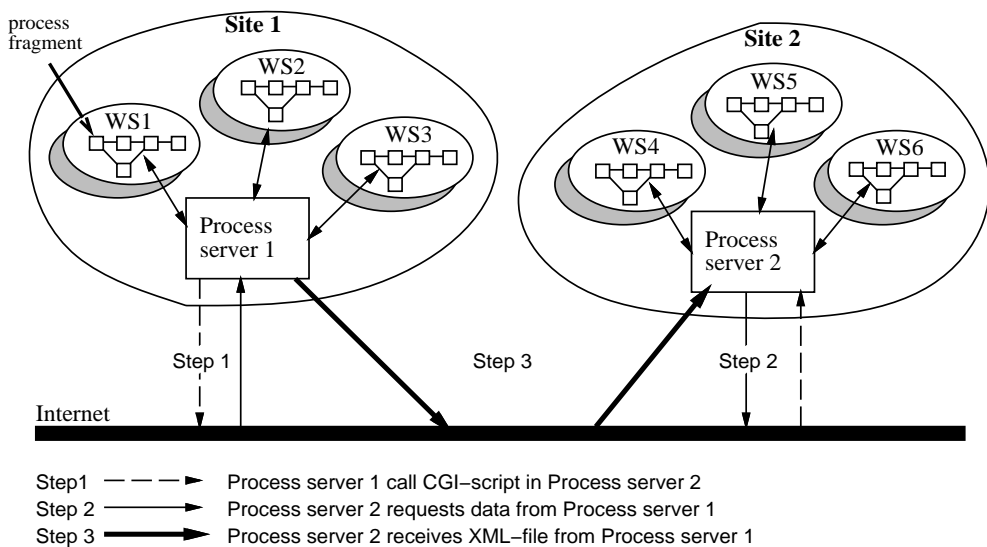 process
fragment
Site 1
Site 2
WS1
WS2
WS3
WS4
WS5
WS6
Process
server 1
Process
server 2
Step 1
Step 3
Step 2
Internet
Step1 Process server 1 call CGI−script in Process server 2
Step 2 Process server 2 requests data from Process server 1
Step 3 Process server 2 receives XML−file from Process server 1